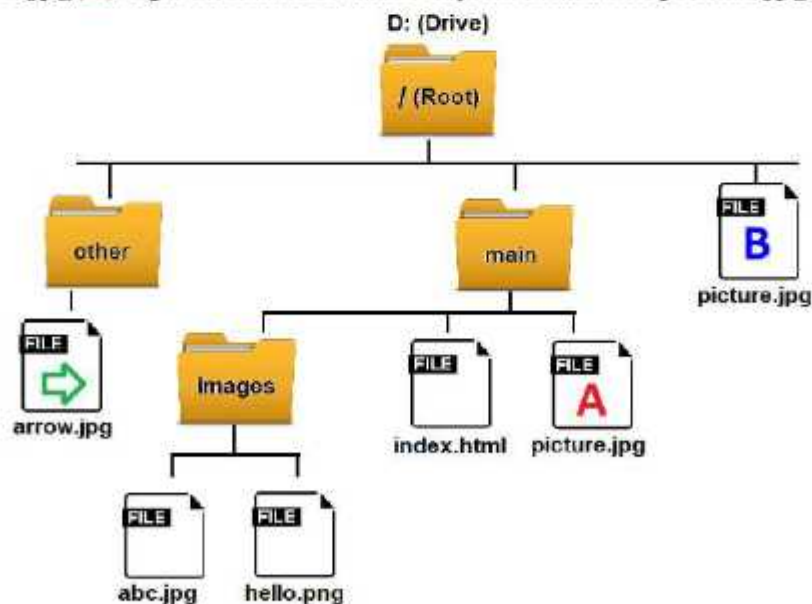 D: (Drive)
/ (Root)
other
main
FILE
B
picture.jpg
FILE
arrow.jpg
images
FILE
index.html
FILE
A
picture.jpg
FILE
abc.jpg
FILE
hello.png